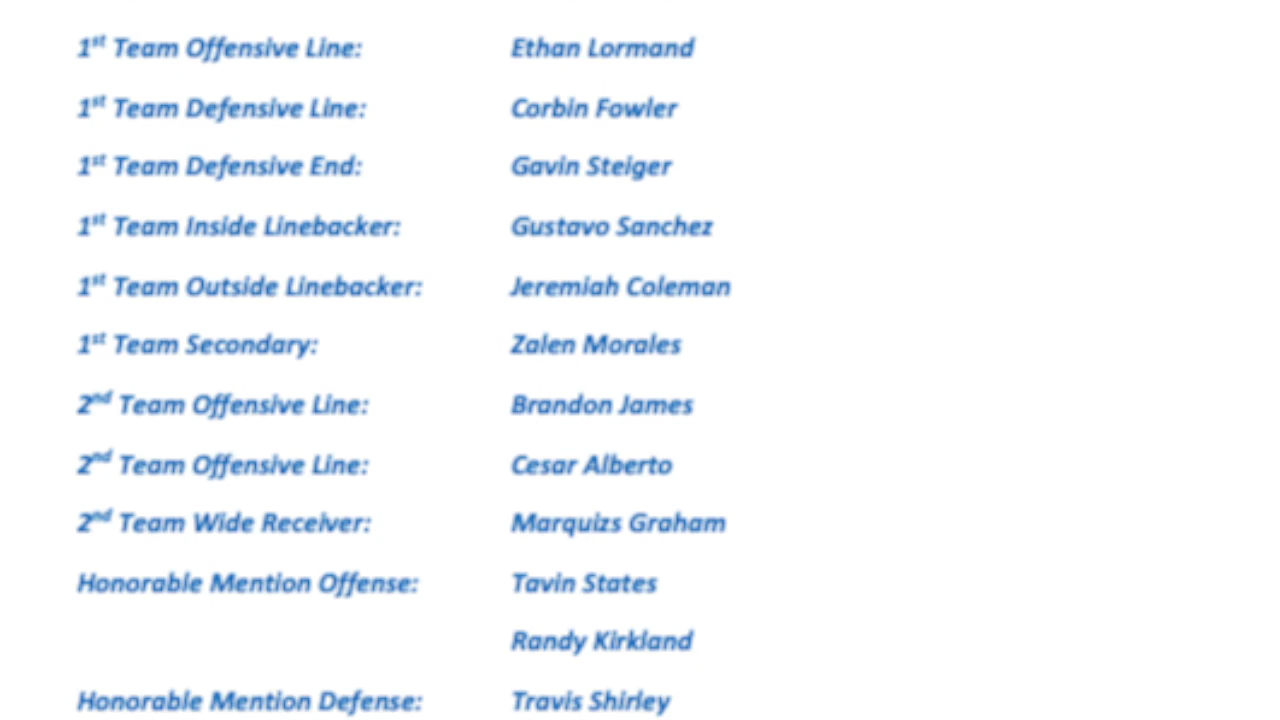 1st Team Offensive Line: Ethan Lormand
1st Team Defensive Line: Corbin Fowler
1st Team Defensive End: Gavin Steiger
1st Team Inside Linebacker: Gustavo Sanchez
1st Team Outside Linebacker: Jeremiah Coleman
1st Team Secondary: Zalen Morales
2nd Team Offensive Line: Brandon James
2nd Team Offensive Line: Cesar Alberto
2nd Team Wide Receiver: Marquizs Graham
Honorable Mention Offense: Tavin States
Randy Kirkland
Honorable Mention Defense: Travis Shirley